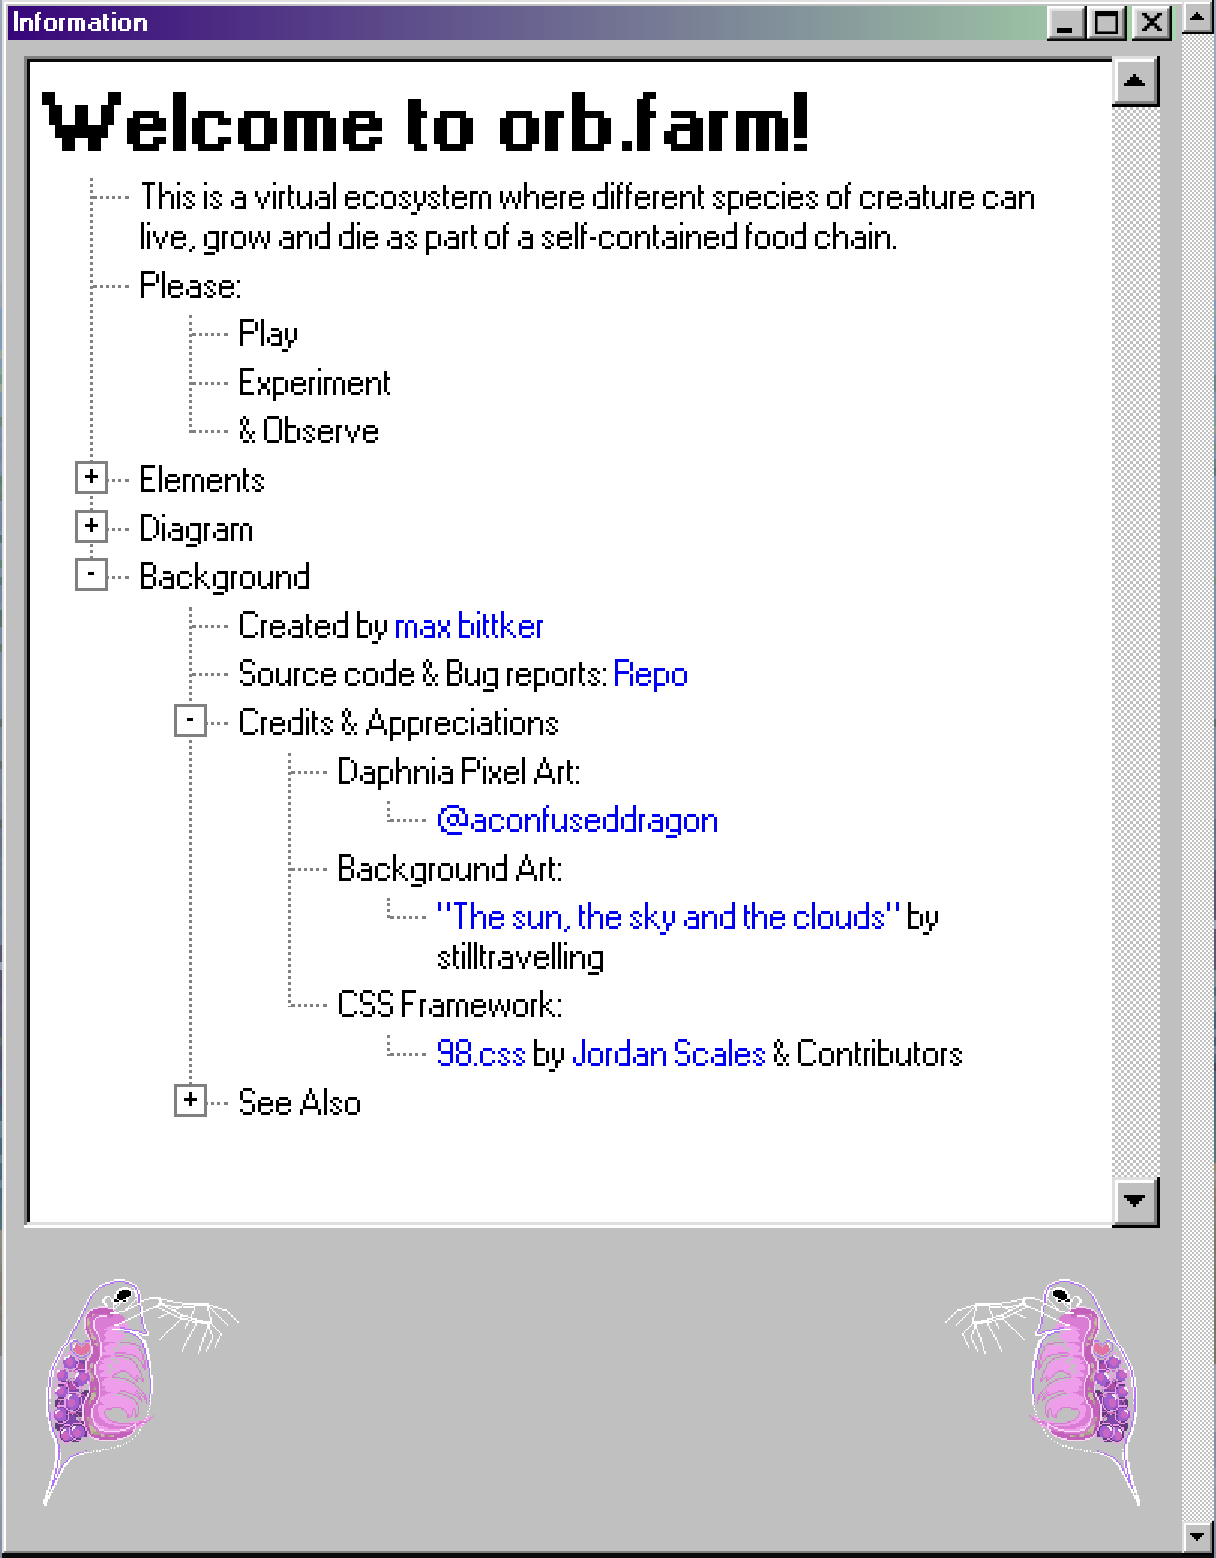 Information
Welcome to orb.farm!
This is a virtual ecosystem where different species of creature can
live, grow and die as part of a self-contained food chain.
Please:
Play
Experiment
& Observe
+ Elements
+ Diagram
- Background
Created by max bittker
Source code & Bug reports: Repo
- Credits & Appreciations
Daphnia Pixel Art:
@aconfuseddragon
Background Art:
"The sun, the sky and the clouds" by
stilltravelling
CSS Framework:
98.css by Jordan Scales & Contributors
+ See Also